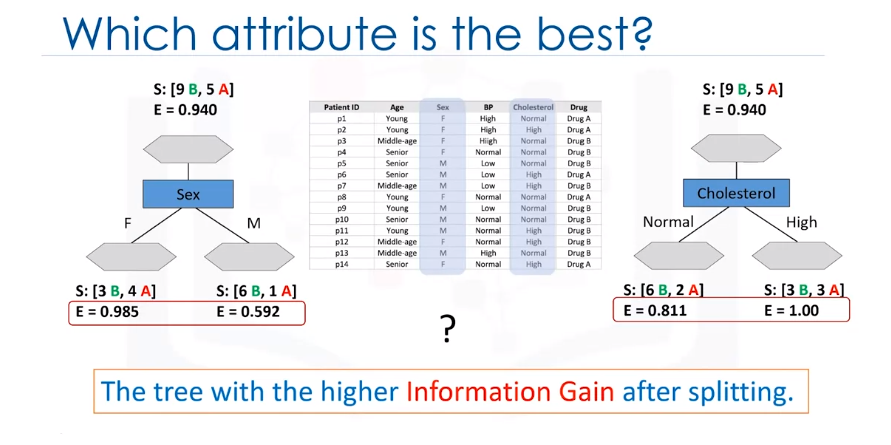 Which attribute is the best?
S: [9 B, 5 A]
E = 0.940
Sex
F
M
S: [3 B, 4 A]
E = 0.985
S: [6 B, 1 A]
E = 0.592
Patient ID Age Sex BP Cholesterol Drug
p1 Young F High Normal Drug A
p2 Young F High High Drug A
p3 Middle-age F Hiigh Normal Drug B
p4 Senior F Normal Normal Drug B
p5 Senior M Low Normal Drug B
p6 Senior M Low High Drug A
p7 Middle-age M Low High Drug B
p8 Young F Normal Normal Drug A
p9 Young M Low Normal Drug B
p10 Senior M Normal Normal Drug B
p11 Young M Normal High Drug B
p12 Middle-age F Normal High Drug B
p13 Middle-age M High Normal Drug B
p14 Senior F Normal High Drug A
?
S: [9 B, 5 A]
E = 0.940
Cholesterol
Normal
High
S: [6 B, 2 A]
E = 0.811
S: [3 B, 3 A]
E = 1.00
The tree with the higher Information Gain after splitting.